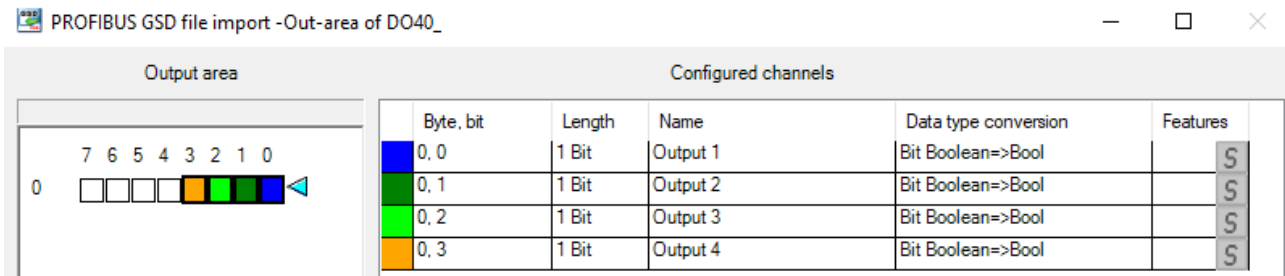 PROFIBUS GSD file import -Out-area of DO40_
Output area
Configured channels
Byte, bit Length Name Data type conversion Features
7 6 5 4 3 2 1 0
0
0, 0 1 Bit Output 1 Bit Boolean=>Bool S
0, 1 1 Bit Output 2 Bit Boolean=>Bool S
0, 2 1 Bit Output 3 Bit Boolean=>Bool S
0, 3 1 Bit Output 4 Bit Boolean=>Bool S